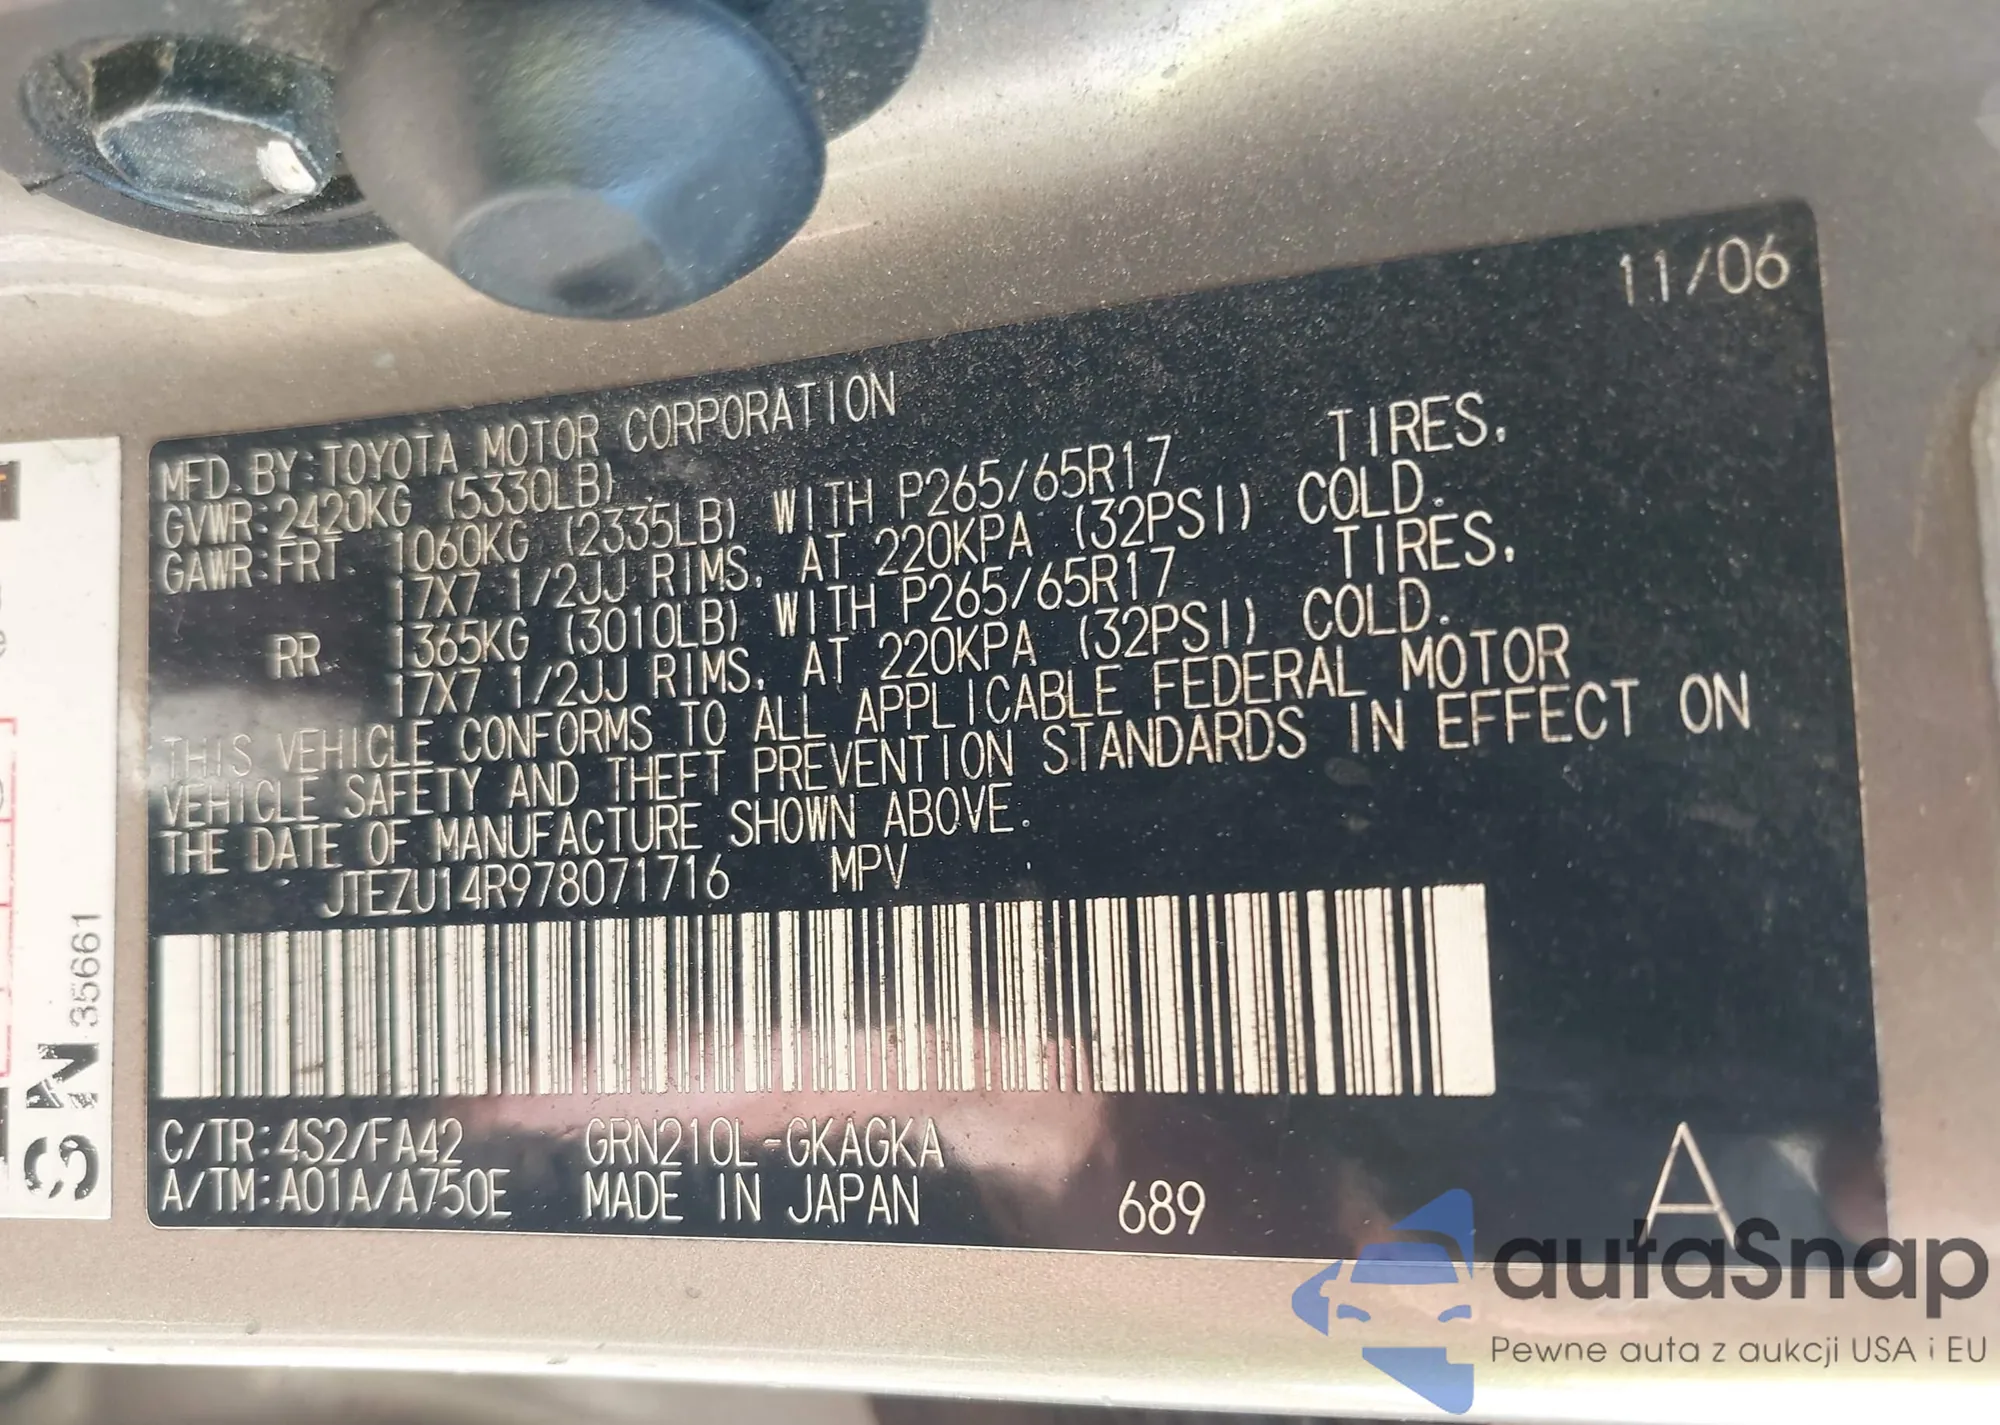 11/06
MFD. BY:TOYOTA MOTOR CORPORATION
GVWR:2420KG (5330LB)
GAWR:FRT. 1060KG (2335LB) WITH P265/65R17 TIRES,
17X7 1/2JJ RIMS, AT 220KPA (32PSI) COLD.
RR. 1365KG (3010LB) WITH P265/65R17 TIRES,
17X7 1/2JJ RIMS, AT 220KPA (32PSI) COLD.
THIS VEHICLE CONFORMS TO ALL APPLICABLE FEDERAL MOTOR
VEHICLE SAFETY AND THEFT PREVENTION STANDARDS IN EFFECT ON
THE DATE OF MANUFACTURE SHOWN ABOVE.
JTEZU14R978071716 MPV
C/TR:4S2/FA42 GRN210L-GKAGKA
A/TM:A01A/A750E MADE IN JAPAN 689 A
SN 35661
autaSnap
Pewne auta z aukcji USA i EU